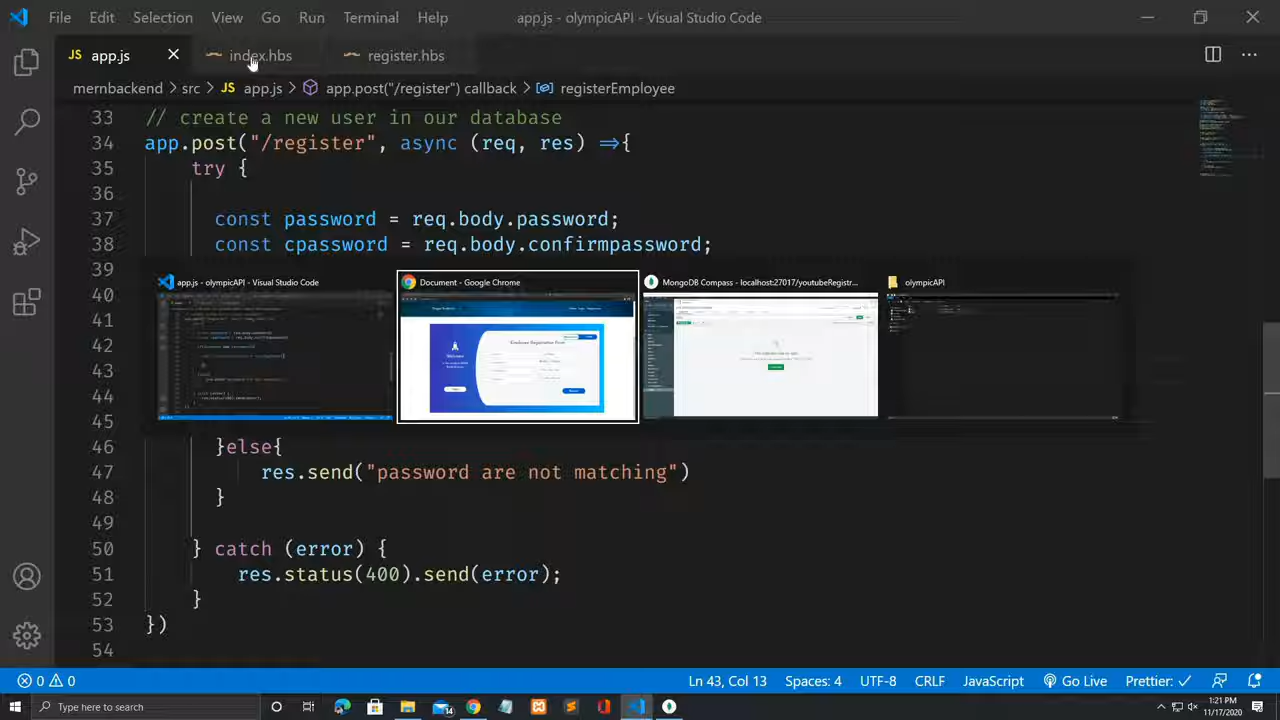 File Edit Selection View Go Run Terminal Help
app.js - olympicAPI - Visual Studio Code
JS app.js
index.hbs
register.hbs
mernbackend > src > JS app.js > app.post("/register") callback > registerEmployee
33 // create a new user in our database
34 app.post("/register", async (req, res) =>{
35 try {
36
37 const password = req.body.password;
38 const cpassword = req.body.confirmpassword;
39
app.js - olympicAPI - Visual Studio Code
Document - Google Chrome
MongoDB Compass - localhost:27017/youtubeRegistr...
olympicAPI
40
41
42
44
45
Employee Registration Form
Welcome
46 }else{
47 res.send("password are not matching")
48 }
49
50 } catch (error) {
51 res.status(400).send(error);
52 }
53 })
54
0 0
Ln 43, Col 13
Spaces: 4
UTF-8
CRLF
JavaScript
Go Live
Prettier: ✓
Type here to search
14
1:21 PM
11/17/2020